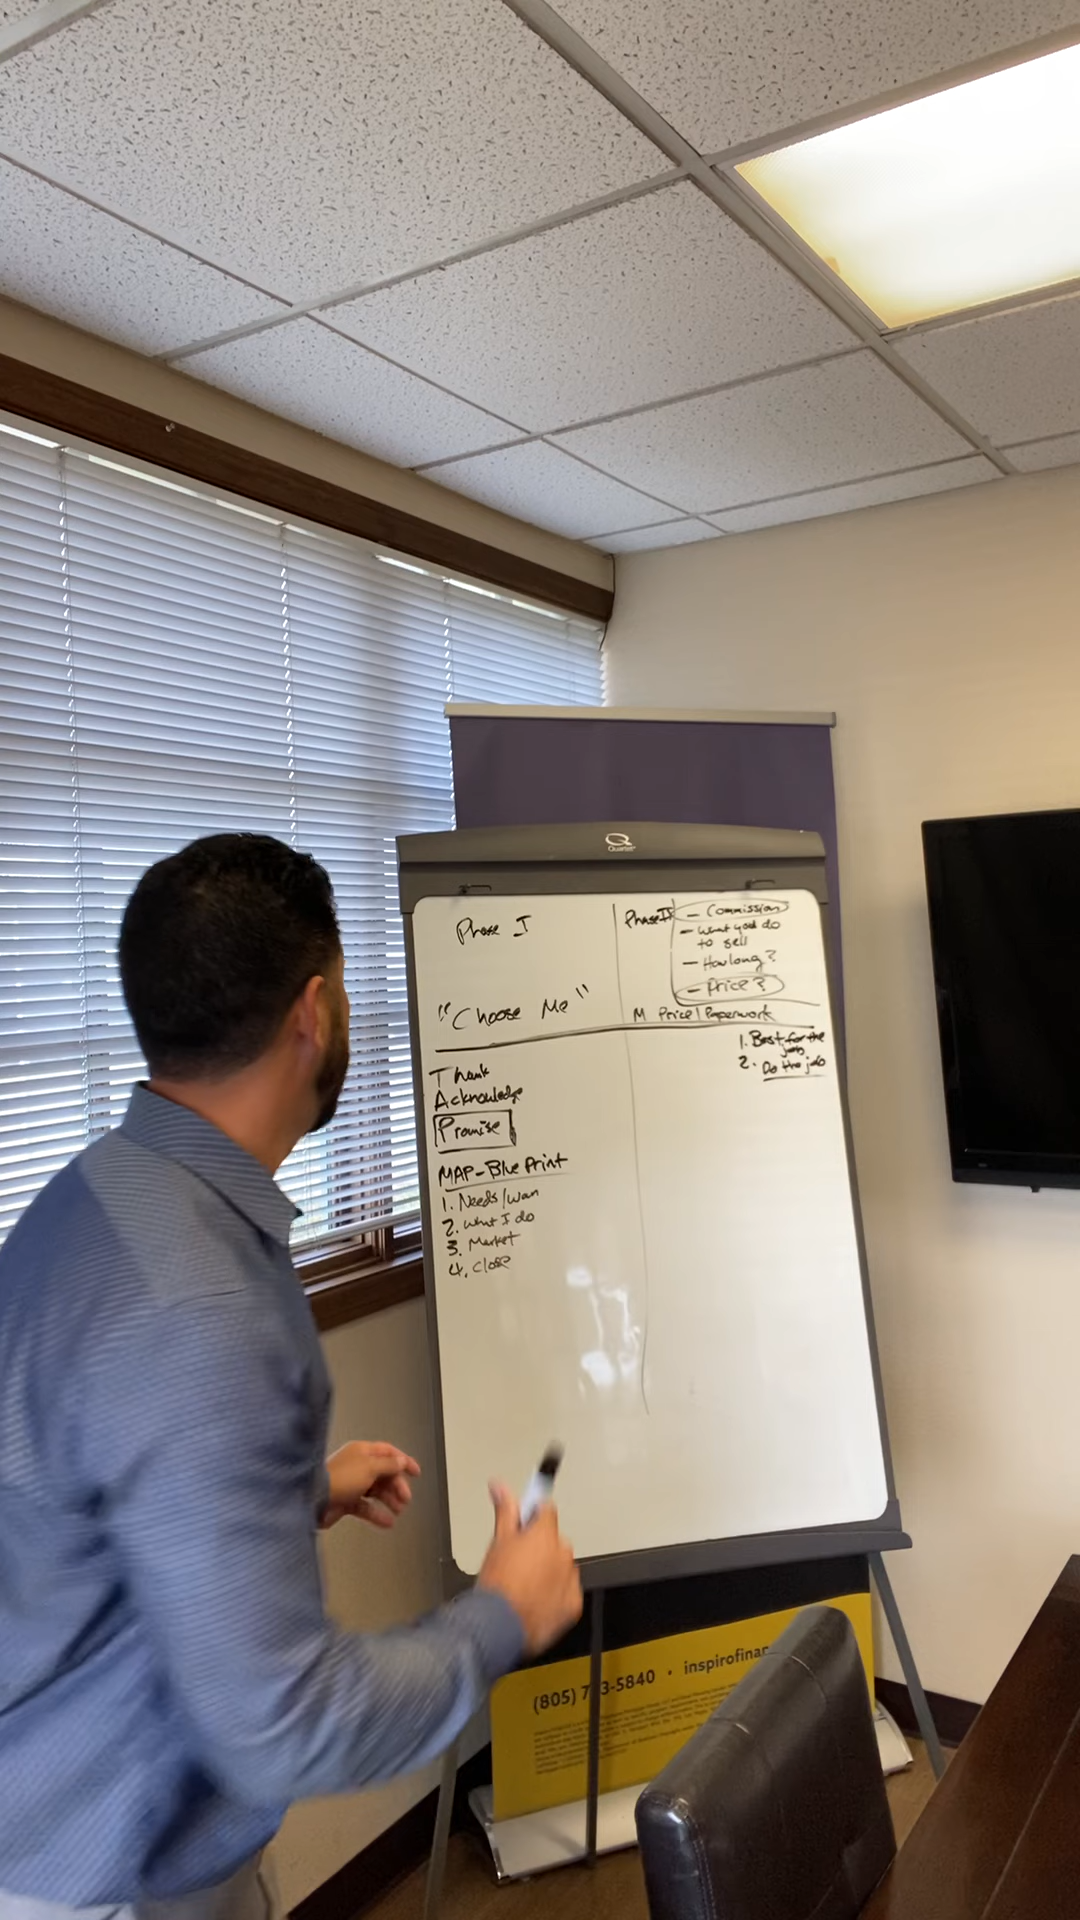 Quartet
Phase I
"Choose Me"
Thank
Acknowledge
Promise
MAP-Blue Print
1. Needs/wan
2. What I do
3. Market
4. Close
Phase II
- Commission
- What you do
to sell
- How long?
- Price?
M Price/Paperwork
1. Best for the
job
2. Do the job
(805) 7 3-5840 • inspirofinan